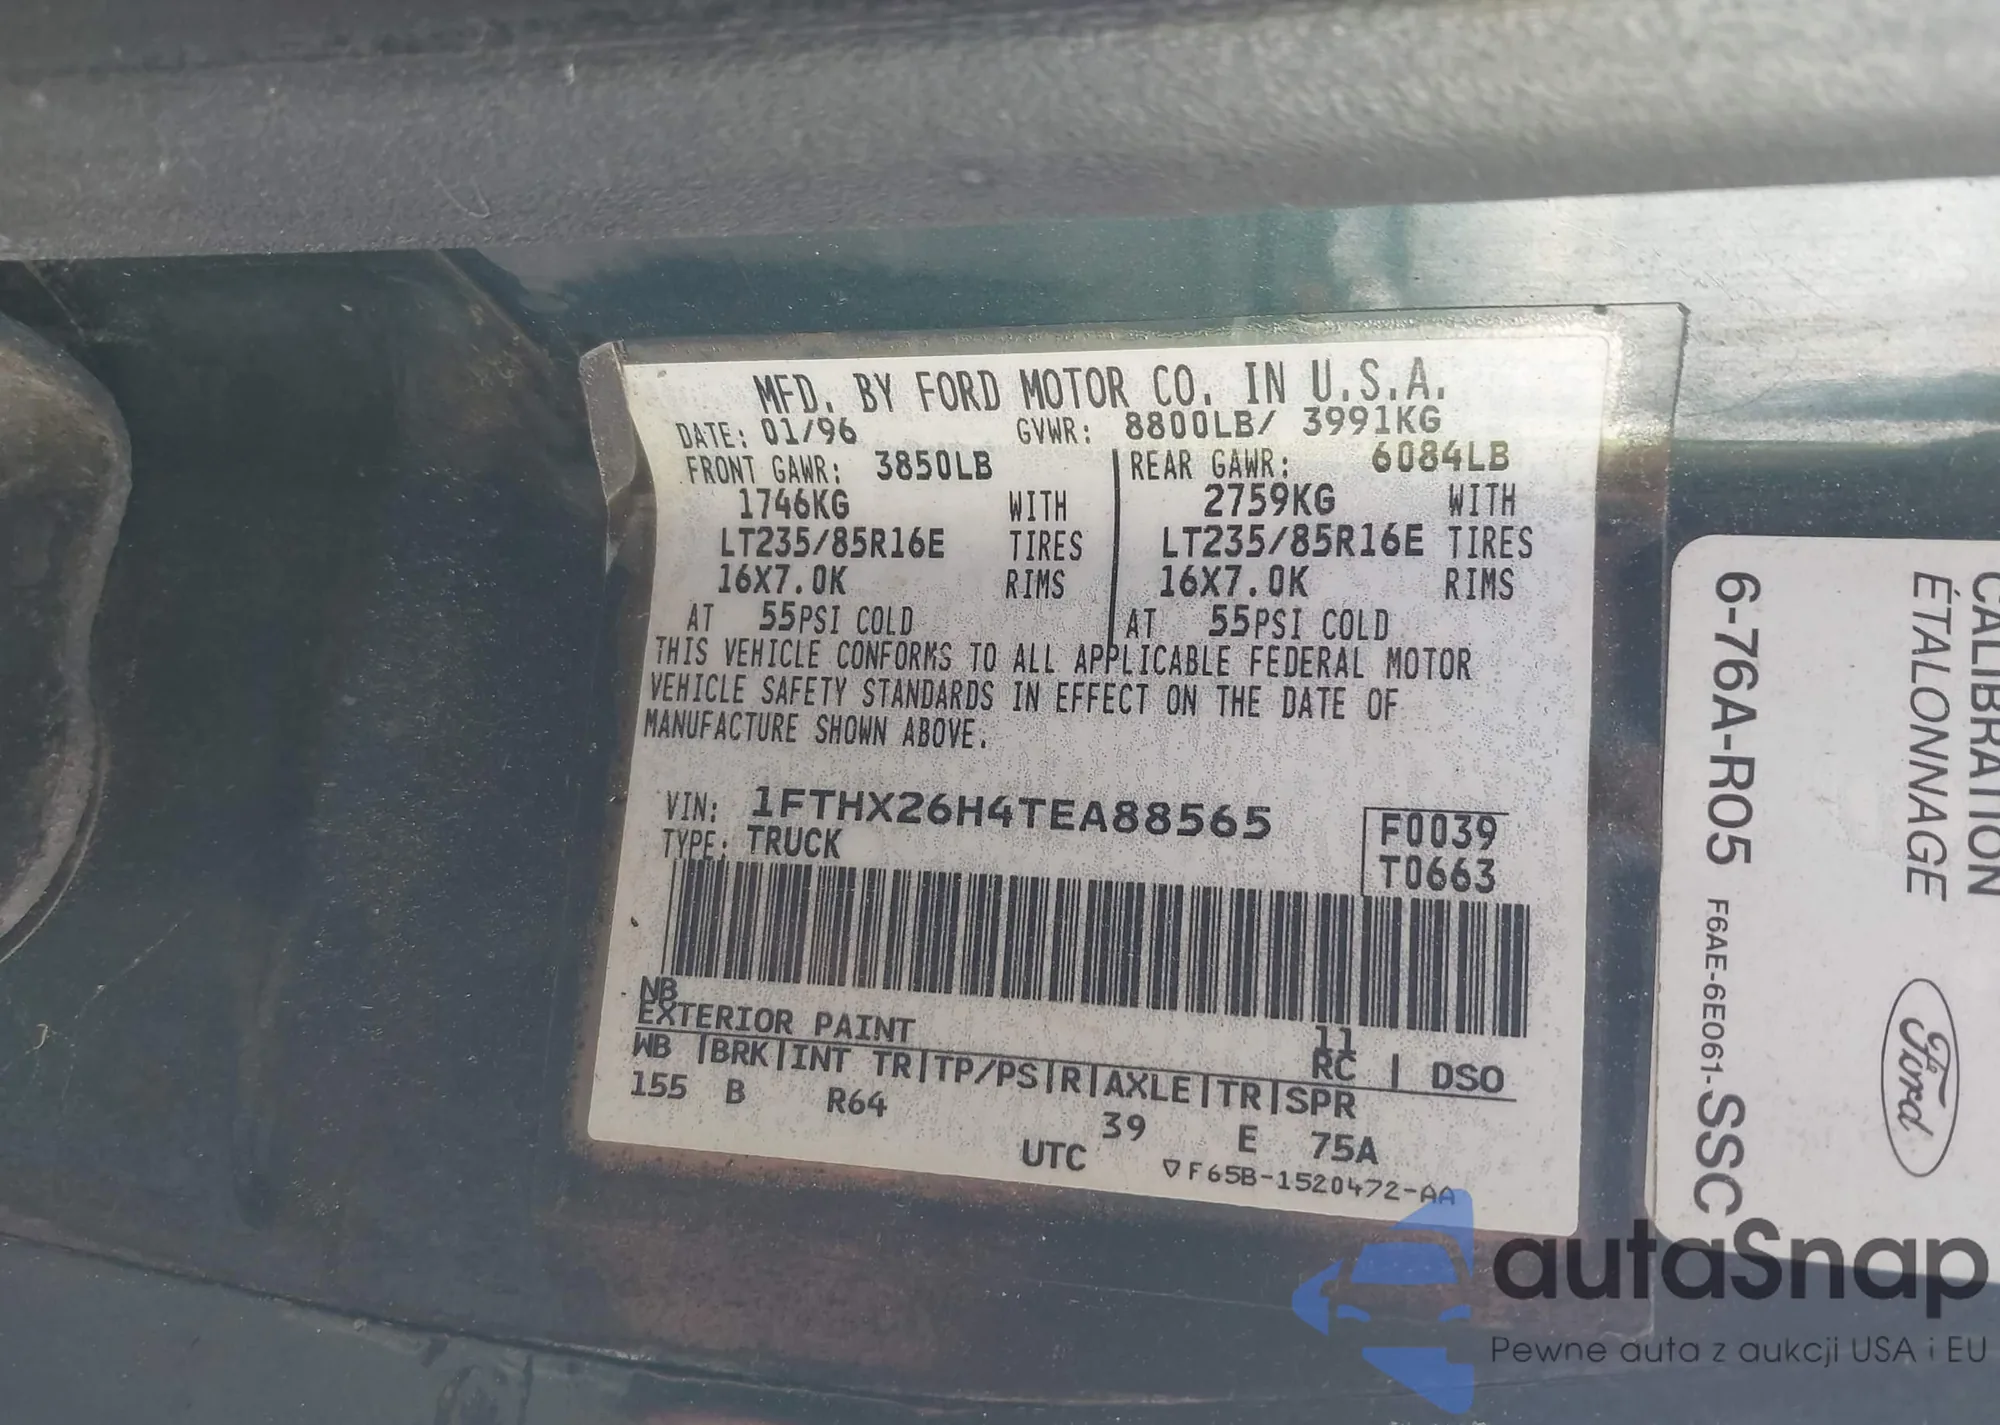 MFD. BY FORD MOTOR CO. IN U.S.A.
DATE: 01/96 GVWR: 8800LB/ 3991KG
FRONT GAWR: 3850LB REAR GAWR: 6084LB
1746KG WITH 2759KG WITH
LT235/85R16E TIRES LT235/85R16E TIRES
16X7.0K RIMS 16X7.0K RIMS
AT 55PSI COLD AT 55PSI COLD
THIS VEHICLE CONFORMS TO ALL APPLICABLE FEDERAL MOTOR
VEHICLE SAFETY STANDARDS IN EFFECT ON THE DATE OF
MANUFACTURE SHOWN ABOVE.
VIN: 1FTHX26H4TEA88565 F0039
TYPE: TRUCK T0663
NB
EXTERIOR PAINT 11
RC DSO
WB BRK INT TR TP/PS R AXLE TR SPR
155 B R64 39 E 75A
UTC ▽F65B-1520472-AA
CALIBRATION
ÉTALONNAGE
Ford
6-76A-R05 F6AE-6E061-SSC
autaSnap
Pewne auta z aukcji USA i EU